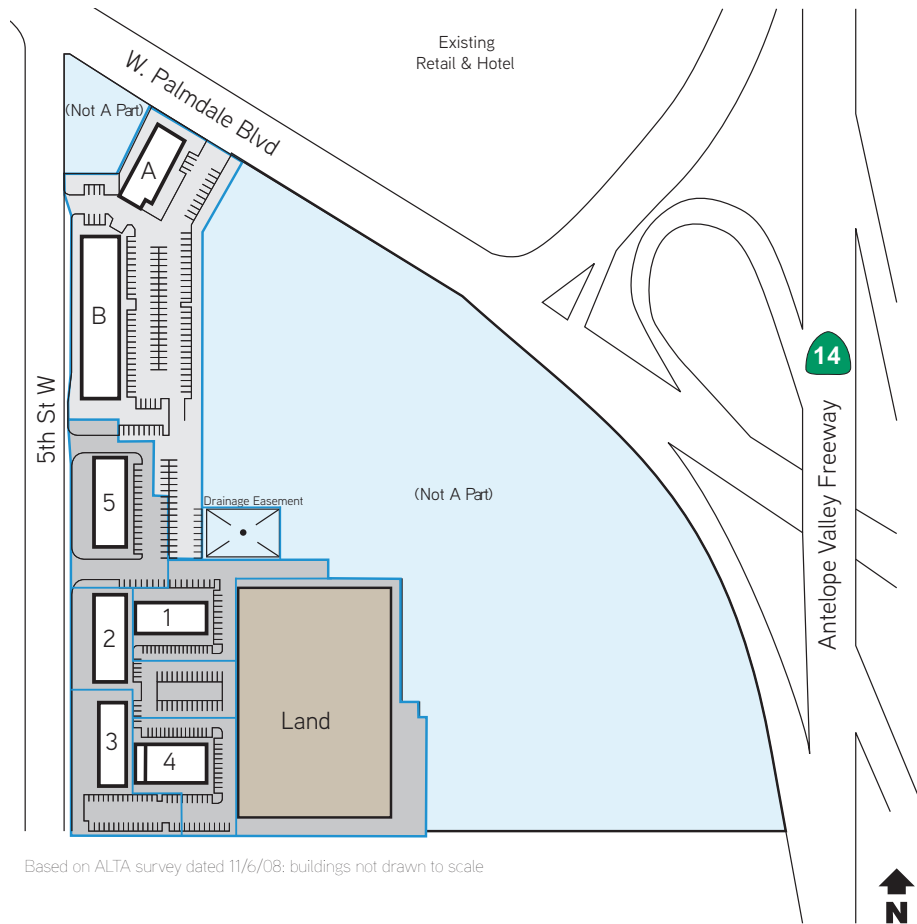 Existing
Retail & Hotel
W. Palmdale Blvd
(Not A Part)
A
B
14
5th St W
Antelope Valley Freeway
5
(Not A Part)
Drainage Easement
1
2
Land
3
4
Based on ALTA survey dated 11/6/08: buildings not drawn to scale
N